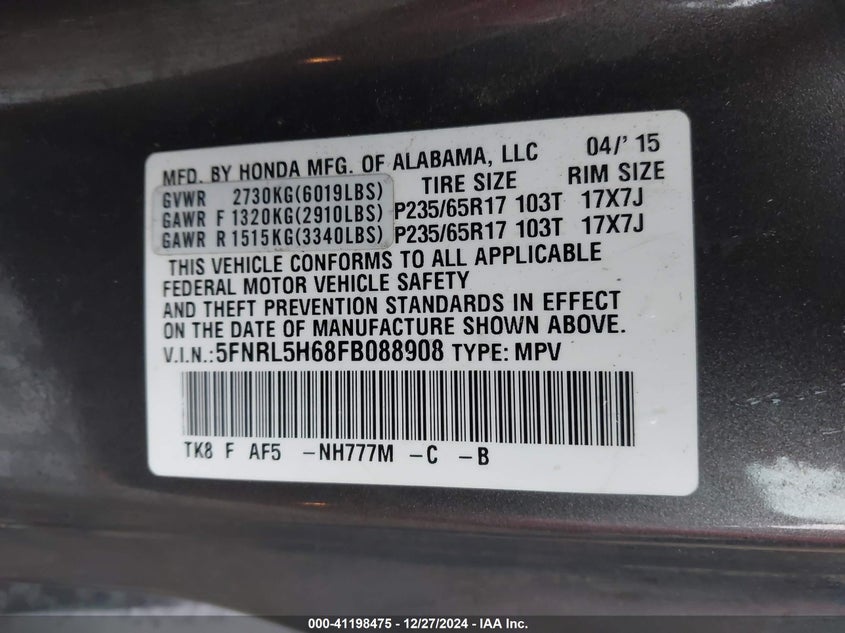 MFD. BY HONDA MFG. OF ALABAMA, LLC 04/' 15
GVWR 2730KG(6019LBS) TIRE SIZE RIM SIZE
GAWR F 1320KG(2910LBS) P235/65R17 103T 17X7J
GAWR R 1515KG(3340LBS) P235/65R17 103T 17X7J
THIS VEHICLE CONFORMS TO ALL APPLICABLE
FEDERAL MOTOR VEHICLE SAFETY
AND THEFT PREVENTION STANDARDS IN EFFECT
ON THE DATE OF MANUFACTURE SHOWN ABOVE.
V.I.N.:5FNRL5H68FB088908 TYPE: MPV
TK8 F AF5 -NH777M -C -B
000-41198475 - 12/27/2024 - IAA Inc.